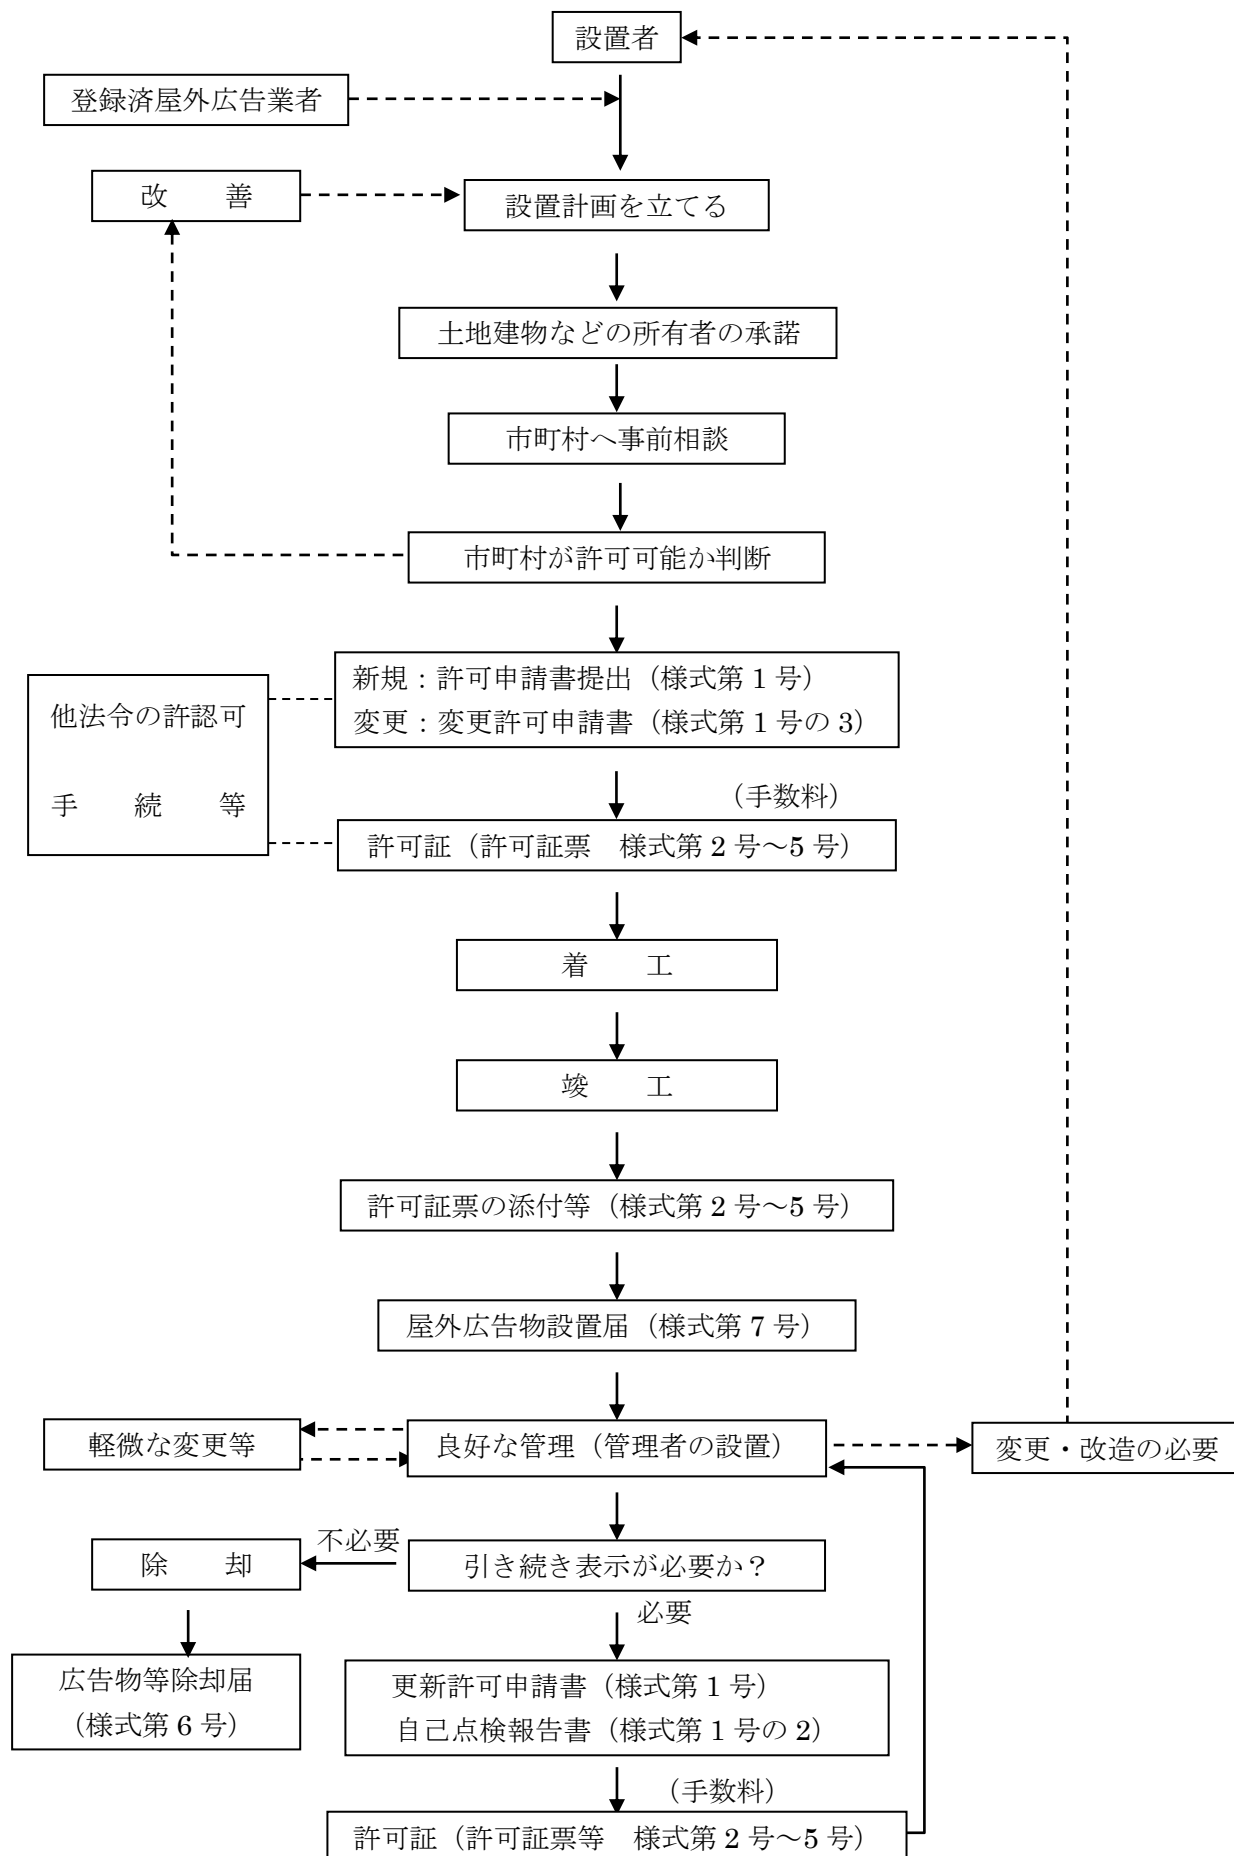 設置者
登録済屋外広告業者
改　　善
設置計画を立てる
土地建物などの所有者の承諾
市町村へ事前相談
市町村が許可可能か判断
新規：許可申請書提出（様式第 1 号）
変更：変更許可申請書（様式第 1 号の 3）
他法令の許認可
手　　続　　等
（手数料）
許可証（許可証票　様式第 2 号～5 号）
着　　工
竣　　工
許可証票の添付等（様式第 2 号～5 号）
屋外広告物設置届（様式第 7 号）
軽微な変更等
良好な管理（管理者の設置）
変更・改造の必要
不必要
除　　却
引き続き表示が必要か？
必要
広告物等除却届
（様式第 6 号）
更新許可申請書（様式第 1 号）
自己点検報告書（様式第 1 号の 2）
（手数料）
許可証（許可証票等　様式第 2 号～5 号）